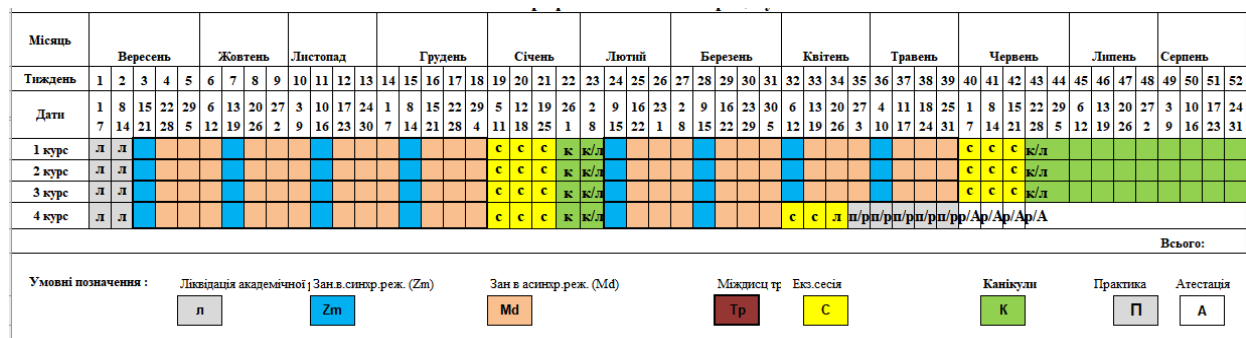 Місяць Вересень Жовтень Листопад Грудень Січень Лютий Березень Квітень Травень Червень Липень Серпень
Тиждень 1 2 3 4 5 6 7 8 9 10 11 12 13 14 15 16 17 18 19 20 21 22 23 24 25 26 27 28 29 30 31 32 33 34 35 36 37 38 39 40 41 42 43 44 45 46 47 48 49 50 51 52
Дати 1 8 15 22 29 6 13 20 27 3 10 17 24 1 8 15 22 29 5 12 19 26 2 9 16 23 2 9 16 23 30 6 13 20 27 4 11 18 25 1 8 15 22 29 6 13 20 27 3 10 17 24
7 14 21 28 5 12 19 26 2 9 16 23 30 7 14 21 28 4 11 18 25 1 8 15 22 1 8 15 22 29 5 12 19 26 3 10 17 24 31 7 14 21 28 5 12 19 26 2 9 16 23 31
1 курс л л с с с к к/л с с с к/л
2 курс л л с с с к к/л с с с к/л
3 курс л л с с с к к/л с с с к/л
4 курс л л с с с к к/л с с л п/р п/р п/р п/р п/р р/А р/А р/А р/А
Всього:
Умовні позначення : Ліквідація академічної Зан.в.синхр.реж. (Zm) Зан в асинхр.реж. (Md) Міждисц тр Екз.сесія Канікули Практика Атестація
л Zm Md Тр С К П А